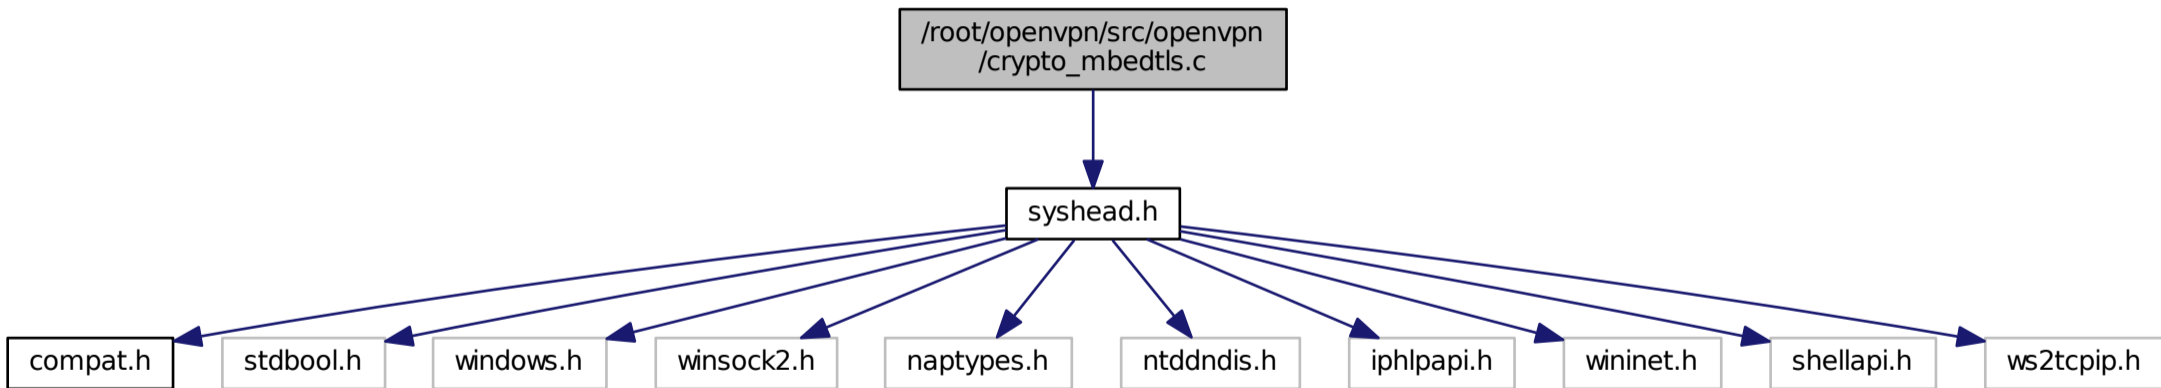 /root/openvpn/src/openvpn
/crypto_mbedtls.c
syshead.h
compat.h
stdbool.h
windows.h
winsock2.h
naptypes.h
ntddndis.h
iphlpapi.h
wininet.h
shellapi.h
ws2tcpip.h